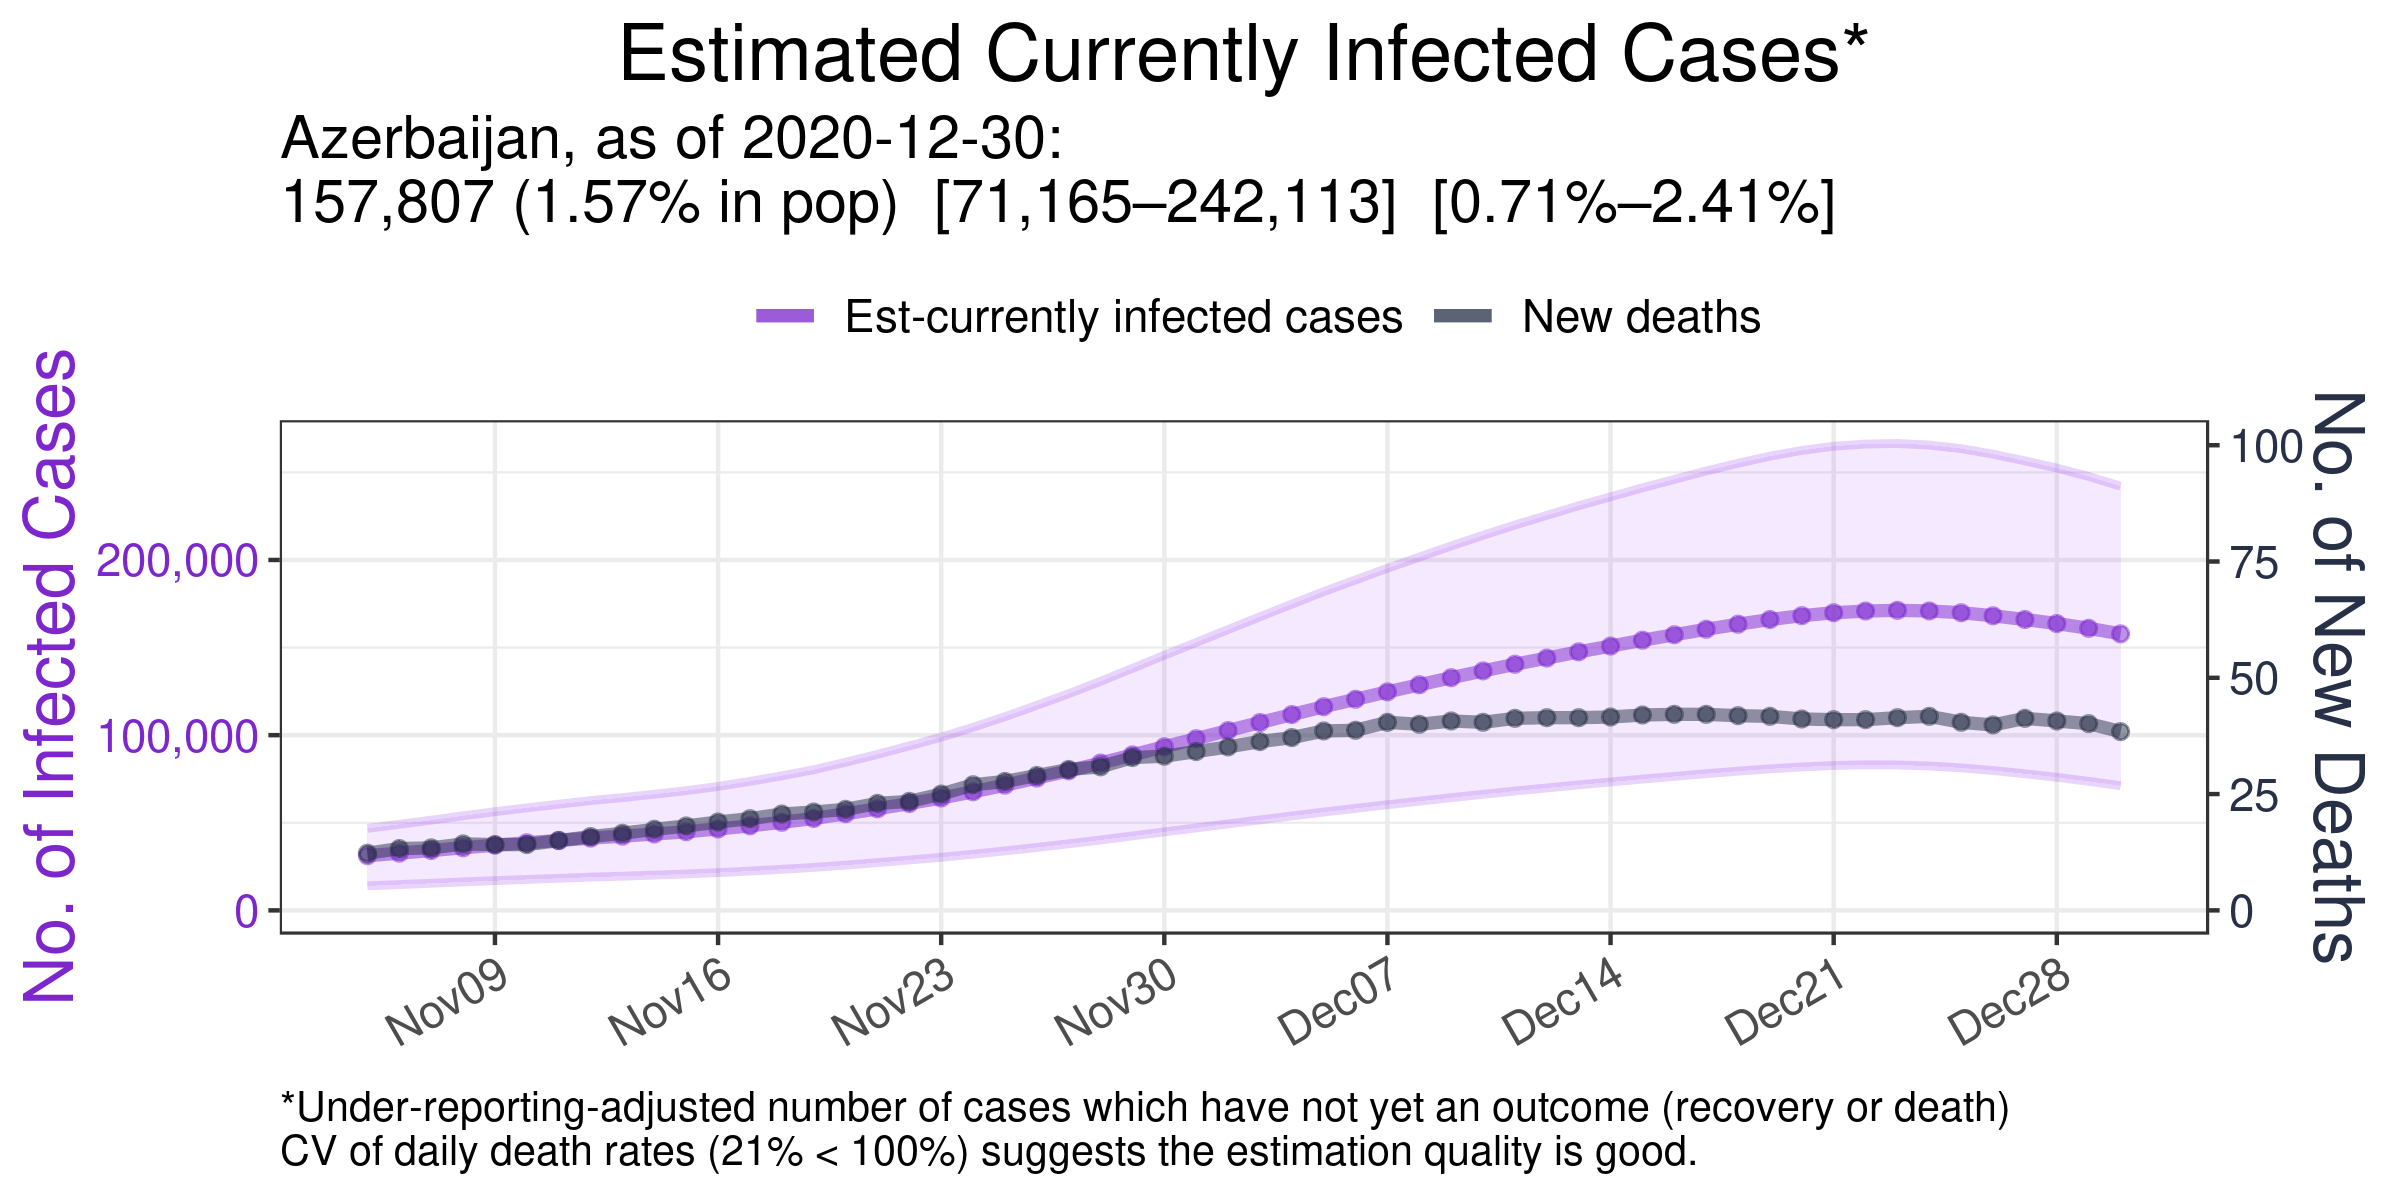 Estimated Currently Infected Cases*
Azerbaijan, as of 2020-12-30:
157,807 (1.57% in pop) [71,165–242,113] [0.71%–2.41%]
Est-currently infected cases
New deaths
No. of Infected Cases
200,000
100,000
0
100
75
50
25
0
No. of New Deaths
Nov09
Nov16
Nov23
Nov30
Dec07
Dec14
Dec21
Dec28
*Under-reporting-adjusted number of cases which have not yet an outcome (recovery or death)
CV of daily death rates (21% < 100%) suggests the estimation quality is good.